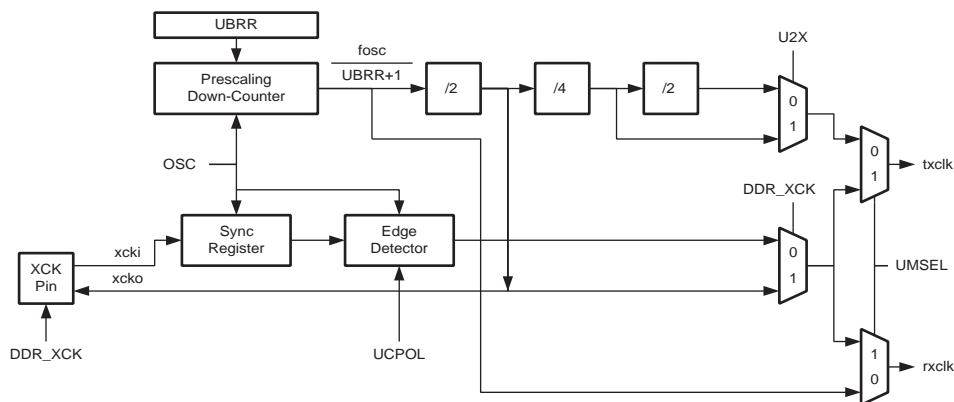 UBRR
fosc
UBRR+1
U2X
Prescaling
Down-Counter
/2
/4
/2
0
1
OSC
0
1
txclk
DDR_XCK
Sync
Register
Edge
Detector
0
1
xcki
xcko
XCK
Pin
UMSEL
DDR_XCK
UCPOL
1
0
rxclk